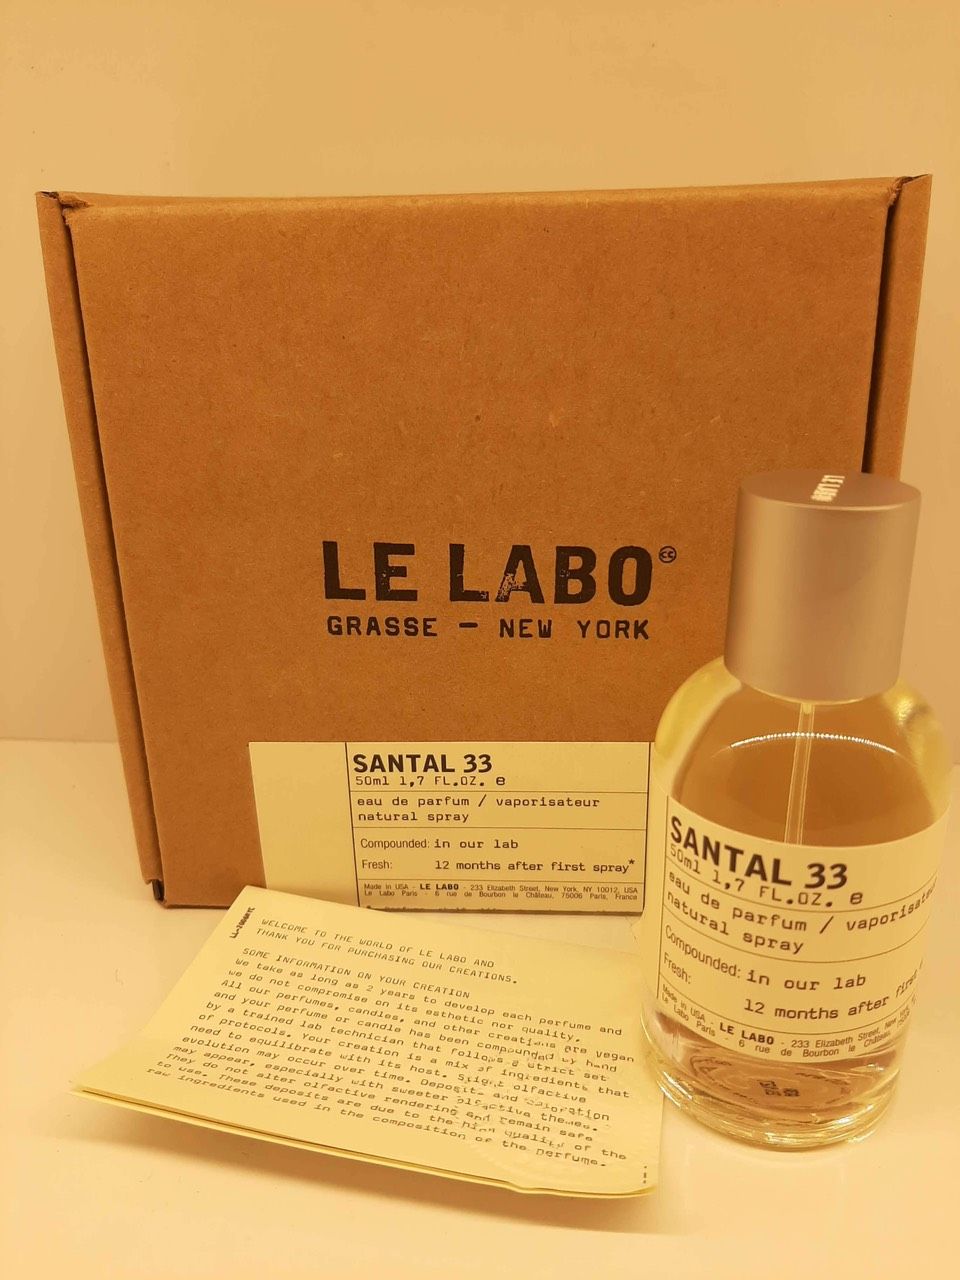 LE LABO
GRASSE — NEW YORK
SANTAL 33
50ml 1,7 FL.OZ. e
eau de parfum / vaporisateur
natural spray
Compounded: in our lab
Fresh: 12 months after first spray*
Made in USA - LE LABO - 233 Elizabeth Street, New York, NY 10012, USA
Le Labo Paris - 6 rue de Bourbon le Château, 75006 Paris, France
LE LABO
SANTAL 33
50ml 1,7 FL.OZ. e
eau de parfum / vaporisate
natural spray
Compounded: in our lab
Fresh: 12 months after first
Made in USA - LE LABO - 233 Elizabeth Street, New
Le Labo Paris - 6 rue de Bourbon le Château,
WELCOME TO THE WORLD OF LE LABO AND
THANK YOU FOR PURCHASING OUR CREATIONS.
SOME INFORMATION ON YOUR CREATION
We take as long as 2 years to develop each perfume and
we do not compromise on its esthetic nor quality.
All our perfumes, candles, and other creations are vegan
and your perfume or candle has been compounded by hand
by a trained lab technician that follows a strict set
of protocols. Your creation is a mix of ingredients that
need to equilibrate with its host. Slight olfactive
evolution may occur over time. Deposits and coloration
may appear, especially with sweeter olfactive themes.
They do not alter olfactive rendering and remain safe
to use. These deposits are due to the high quality of the
raw ingredients used in the composition of the perfume.